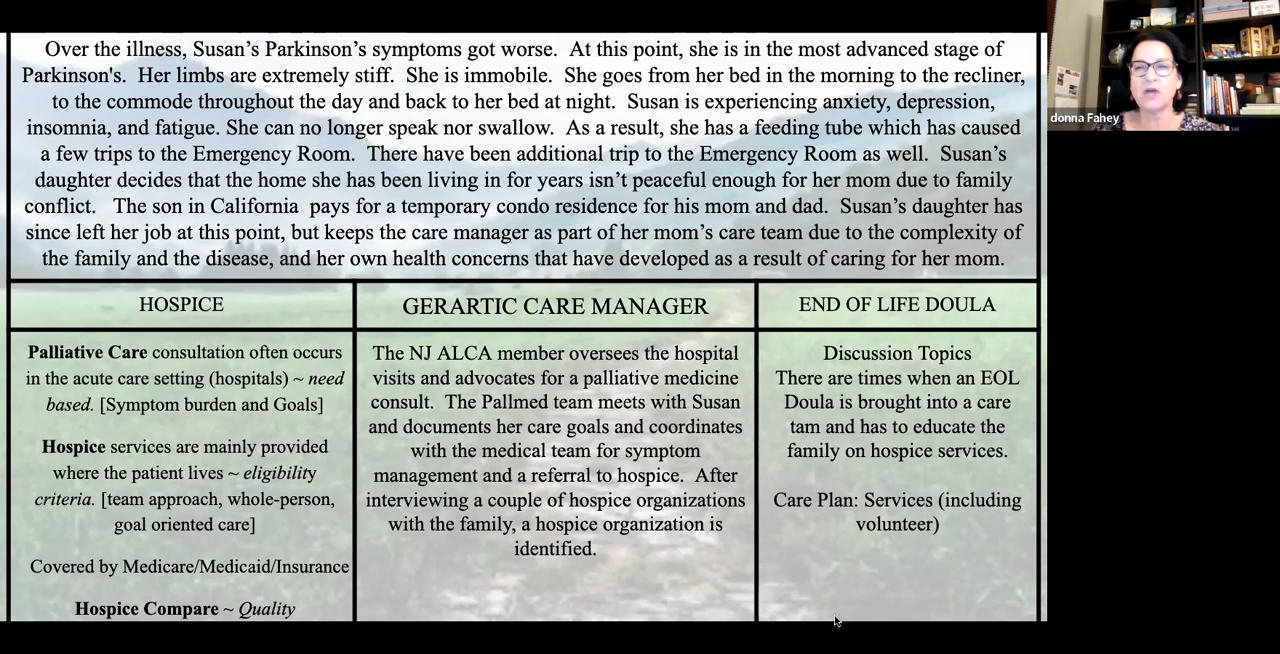 Over the illness, Susan's Parkinson's symptoms got worse.  At this point, she is in the most advanced stage of
Parkinson's.  Her limbs are extremely stiff.  She is immobile.  She goes from her bed in the morning to the recliner,
to the commode throughout the day and back to her bed at night.  Susan is experiencing anxiety, depression,
insomnia, and fatigue. She can no longer speak nor swallow.  As a result, she has a feeding tube which has caused
a few trips to the Emergency Room.  There have been additional trip to the Emergency Room as well.  Susan's
daughter decides that the home she has been living in for years isn't peaceful enough for her mom due to family
conflict.   The son in California  pays for a temporary condo residence for his mom and dad.  Susan's daughter has
since left her job at this point, but keeps the care manager as part of her mom's care team due to the complexity of
the family and the disease, and her own health concerns that have developed as a result of caring for her mom.
HOSPICE
Palliative Care consultation often occurs
in the acute care setting (hospitals) ~ need
based. [Symptom burden and Goals]
Hospice services are mainly provided
where the patient lives ~ eligibility
criteria. [team approach, whole-person,
goal oriented care]
Covered by Medicare/Medicaid/Insurance
Hospice Compare ~ Quality
GERARTIC CARE MANAGER
The NJ ALCA member oversees the hospital
visits and advocates for a palliative medicine
consult.  The Pallmed team meets with Susan
and documents her care goals and coordinates
with the medical team for symptom
management and a referral to hospice.  After
interviewing a couple of hospice organizations
with the family, a hospice organization is
identified.
END OF LIFE DOULA
Discussion Topics
There are times when an EOL
Doula is brought into a care
tam and has to educate the
family on hospice services.
Care Plan: Services (including
volunteer)
donna Fahey